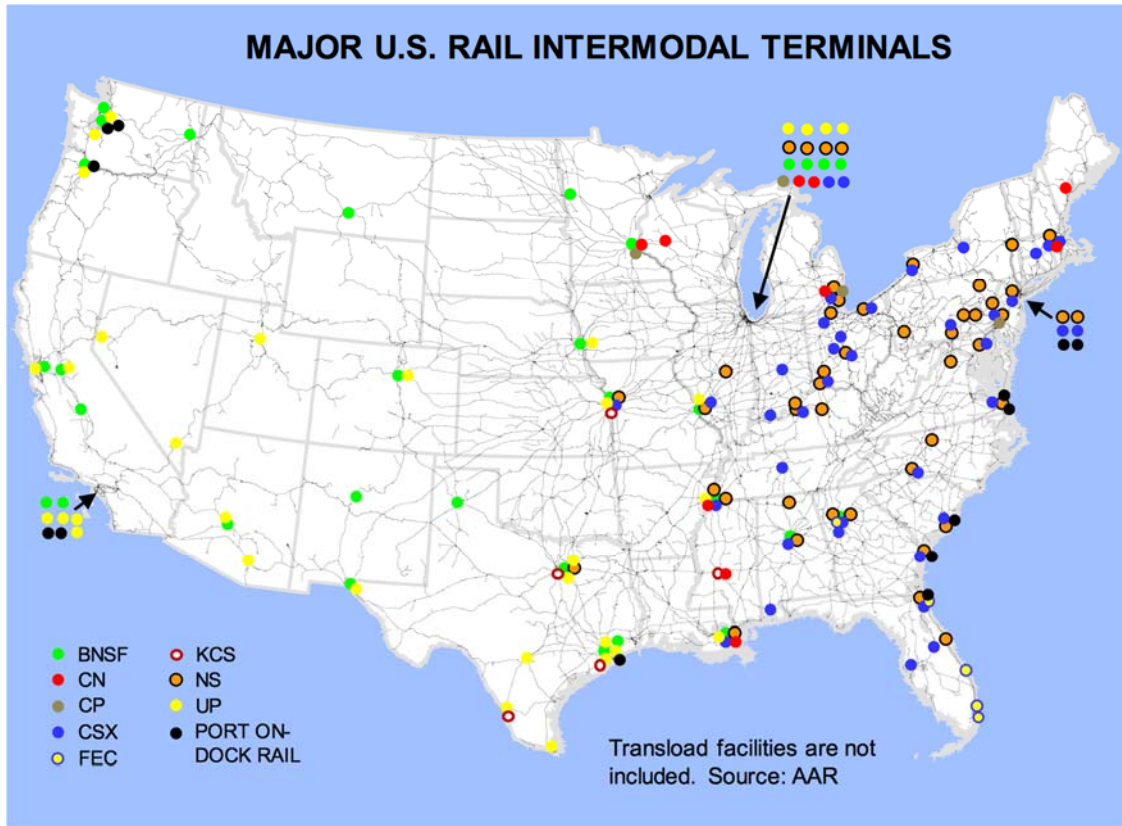 MAJOR U.S. RAIL INTERMODAL TERMINALS
BNSF
CN
CP
CSX
FEC
KCS
NS
UP
PORT ON-
DOCK RAIL
Transload facilities are not
included. Source: AAR